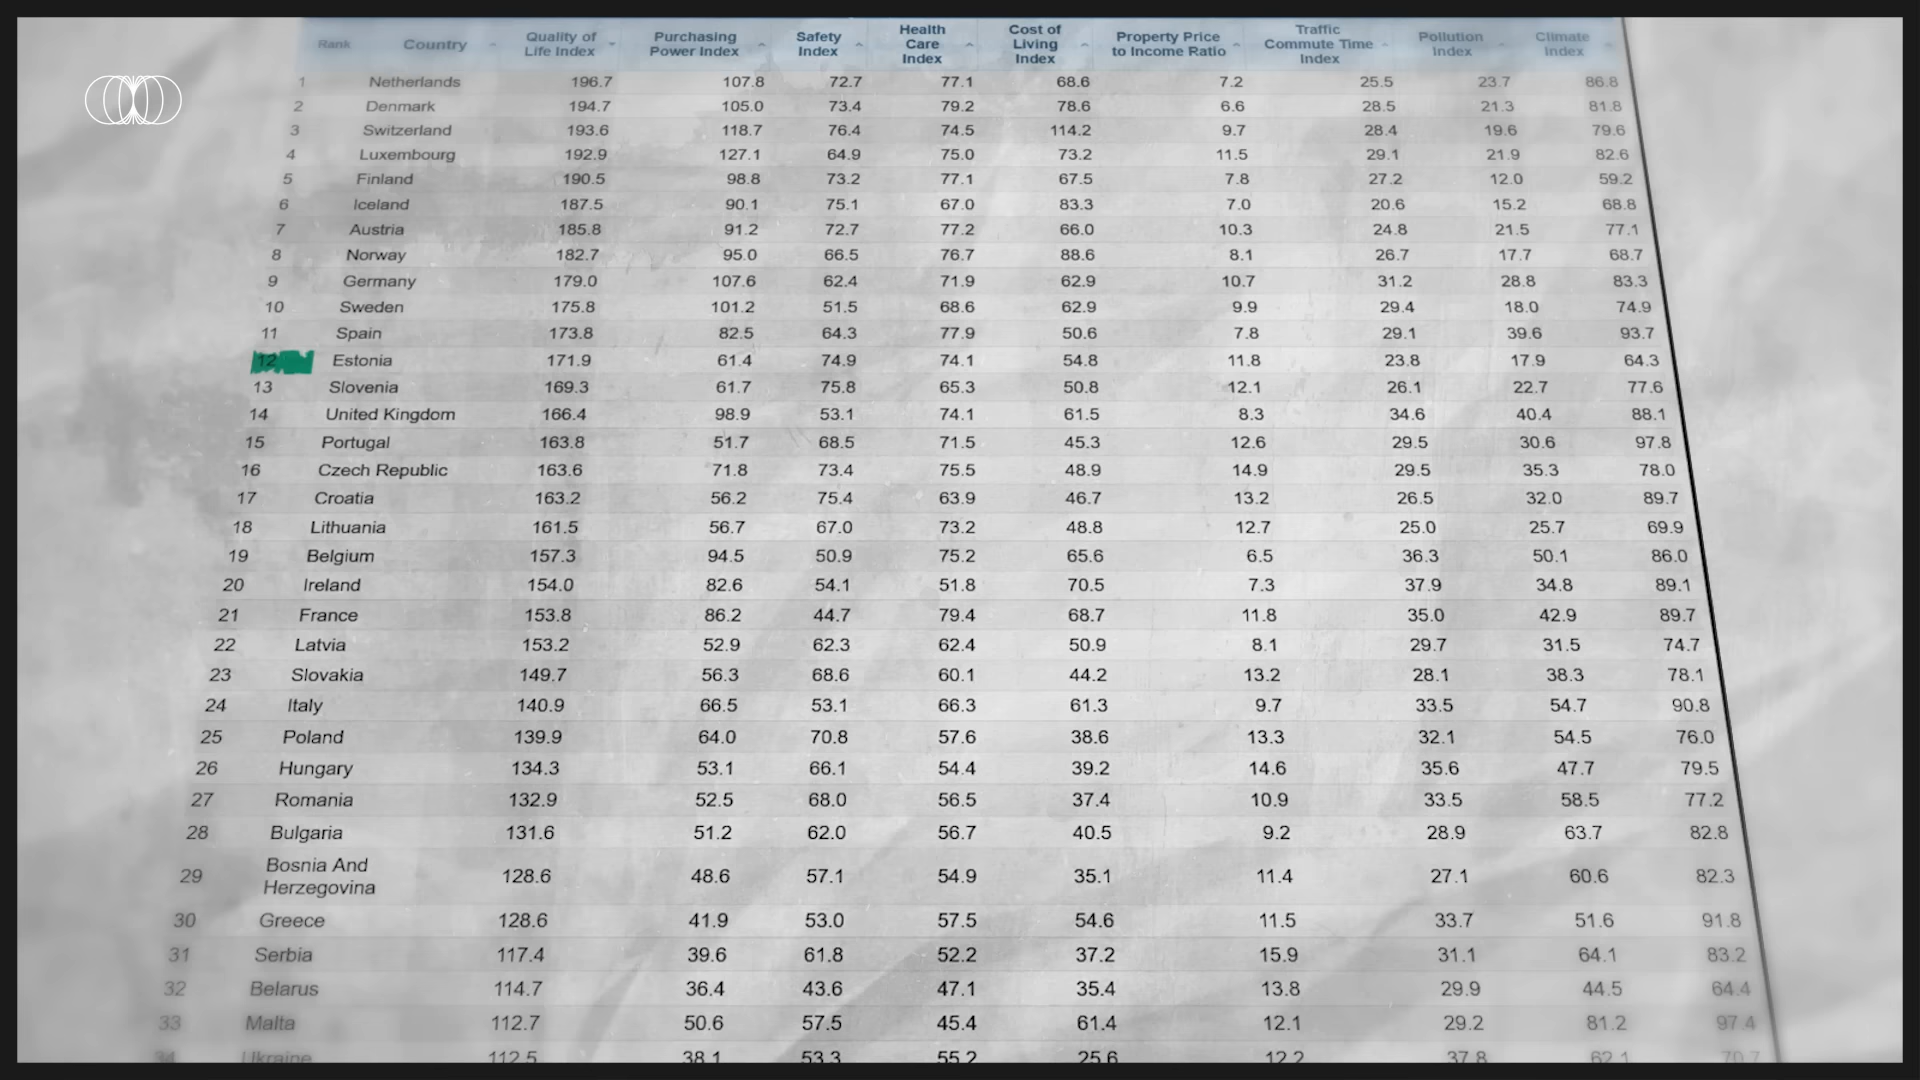 Rank Country Quality of Life Index Purchasing Power Index Safety Index Health Care Index Cost of Living Index Property Price to Income Ratio Traffic Commute Time Index Pollution Index Climate Index
1 Netherlands 196.7 107.8 72.7 77.1 68.6 7.2 25.5 23.7 86.8
2 Denmark 194.7 105.0 73.4 79.2 78.6 6.6 28.5 21.3 81.8
3 Switzerland 193.6 118.7 76.4 74.5 114.2 9.7 28.4 19.6 79.6
4 Luxembourg 192.9 127.1 64.9 75.0 73.2 11.5 29.1 21.9 82.6
5 Finland 190.5 98.8 73.2 77.1 67.5 7.8 27.2 12.0 59.2
6 Iceland 187.5 90.1 75.1 67.0 83.3 7.0 20.6 15.2 68.8
7 Austria 185.8 91.2 72.7 77.2 66.0 10.3 24.8 21.5 77.1
8 Norway 182.7 95.0 66.5 76.7 88.6 8.1 26.7 17.7 68.7
9 Germany 179.0 107.6 62.4 71.9 62.9 10.7 31.2 28.8 83.3
10 Sweden 175.8 101.2 51.5 68.6 62.9 9.9 29.4 18.0 74.9
11 Spain 173.8 82.5 64.3 77.9 50.6 7.8 29.1 39.6 93.7
12 Estonia 171.9 61.4 74.9 74.1 54.8 11.8 23.8 17.9 64.3
13 Slovenia 169.3 61.7 75.8 65.3 50.8 12.1 26.1 22.7 77.6
14 United Kingdom 166.4 98.9 53.1 74.1 61.5 8.3 34.6 40.4 88.1
15 Portugal 163.8 51.7 68.5 71.5 45.3 12.6 29.5 30.6 97.8
16 Czech Republic 163.6 71.8 73.4 75.5 48.9 14.9 29.5 35.3 78.0
17 Croatia 163.2 56.2 75.4 63.9 46.7 13.2 26.5 32.0 89.7
18 Lithuania 161.5 56.7 67.0 73.2 48.8 12.7 25.0 25.7 69.9
19 Belgium 157.3 94.5 50.9 75.2 65.6 6.5 36.3 50.1 86.0
20 Ireland 154.0 82.6 54.1 51.8 70.5 7.3 37.9 34.8 89.1
21 France 153.8 86.2 44.7 79.4 68.7 11.8 35.0 42.9 89.7
22 Latvia 153.2 52.9 62.3 62.4 50.9 8.1 29.7 31.5 74.7
23 Slovakia 149.7 56.3 68.6 60.1 44.2 13.2 28.1 38.3 78.1
24 Italy 140.9 66.5 53.1 66.3 61.3 9.7 33.5 54.7 90.8
25 Poland 139.9 64.0 70.8 57.6 38.6 13.3 32.1 54.5 76.0
26 Hungary 134.3 53.1 66.1 54.4 39.2 14.6 35.6 47.7 79.5
27 Romania 132.9 52.5 68.0 56.5 37.4 10.9 33.5 58.5 77.2
28 Bulgaria 131.6 51.2 62.0 56.7 40.5 9.2 28.9 63.7 82.8
29 Bosnia And Herzegovina 128.6 48.6 57.1 54.9 35.1 11.4 27.1 60.6 82.3
30 Greece 128.6 41.9 53.0 57.5 54.6 11.5 33.7 51.6 91.8
31 Serbia 117.4 39.6 61.8 52.2 37.2 15.9 31.1 64.1 83.2
32 Belarus 114.7 36.4 43.6 47.1 35.4 13.8 29.9 44.5 64.4
33 Malta 112.7 50.6 57.5 45.4 61.4 12.1 29.2 81.2 97.4
34 Ukraine 112.5 38.1 53.3 55.2 25.6 12.2 37.8 62.1 70.7